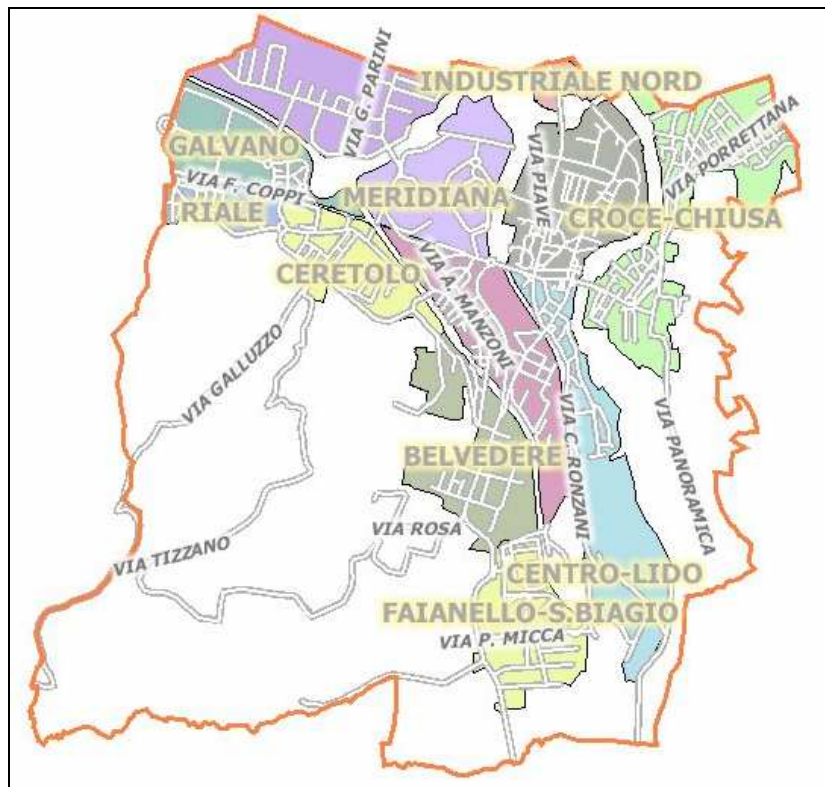 INDUSTRIALE NORD
VIA G. PARINI
VIA PORRETTANA
GALVANO
VIA PIAVE
VIA F. COPPI
MERIDIANA
RIALE
CROCE-CHIUSA
CERETOLO
VIA A. MANZONI
VIA GALLUZZO
VIA PANORAMICA
VIA C. RONZANI
BELVEDERE
VIA ROSA
VIA TIZZANO
CENTRO-LIDO
FAIANELLO-S.BIAGIO
VIA P. MICCA